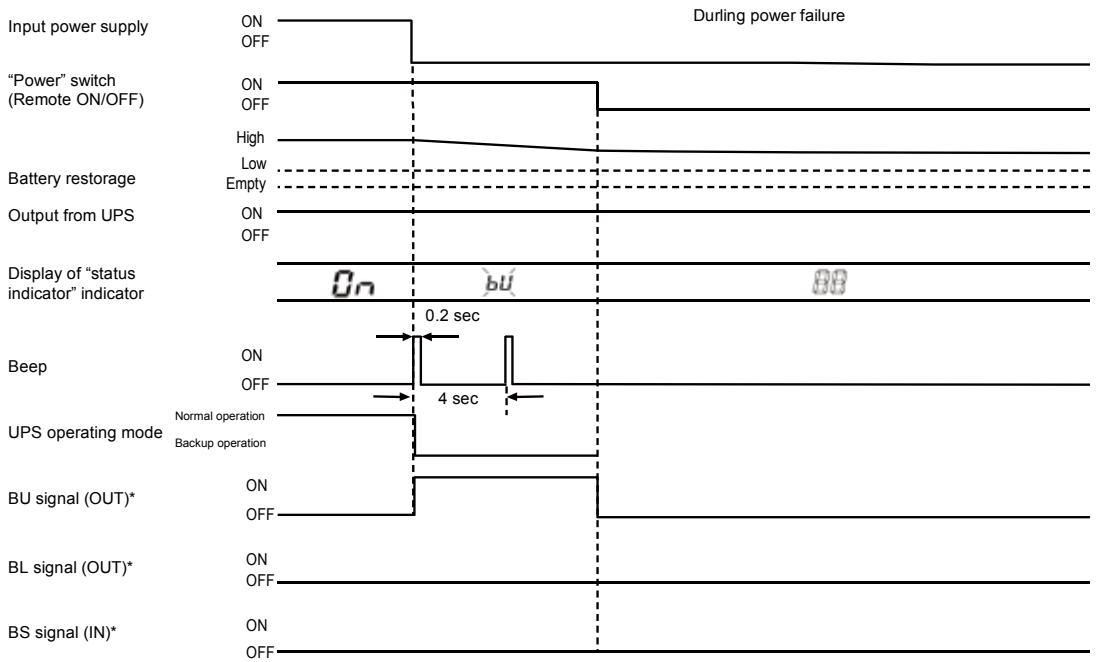 Durling power failure
Input power supply
ON
OFF
“Power” switch
(Remote ON/OFF)
ON
OFF
Battery restorage
High
Low
Empty
Output from UPS
ON
OFF
Display of “status
indicator” indicator
On
bU
88
Beep
ON
OFF
0.2 sec
4 sec
UPS operating mode
Normal operation
Backup operation
BU signal (OUT)*
ON
OFF
BL signal (OUT)*
ON
OFF
BS signal (IN)*
ON
OFF